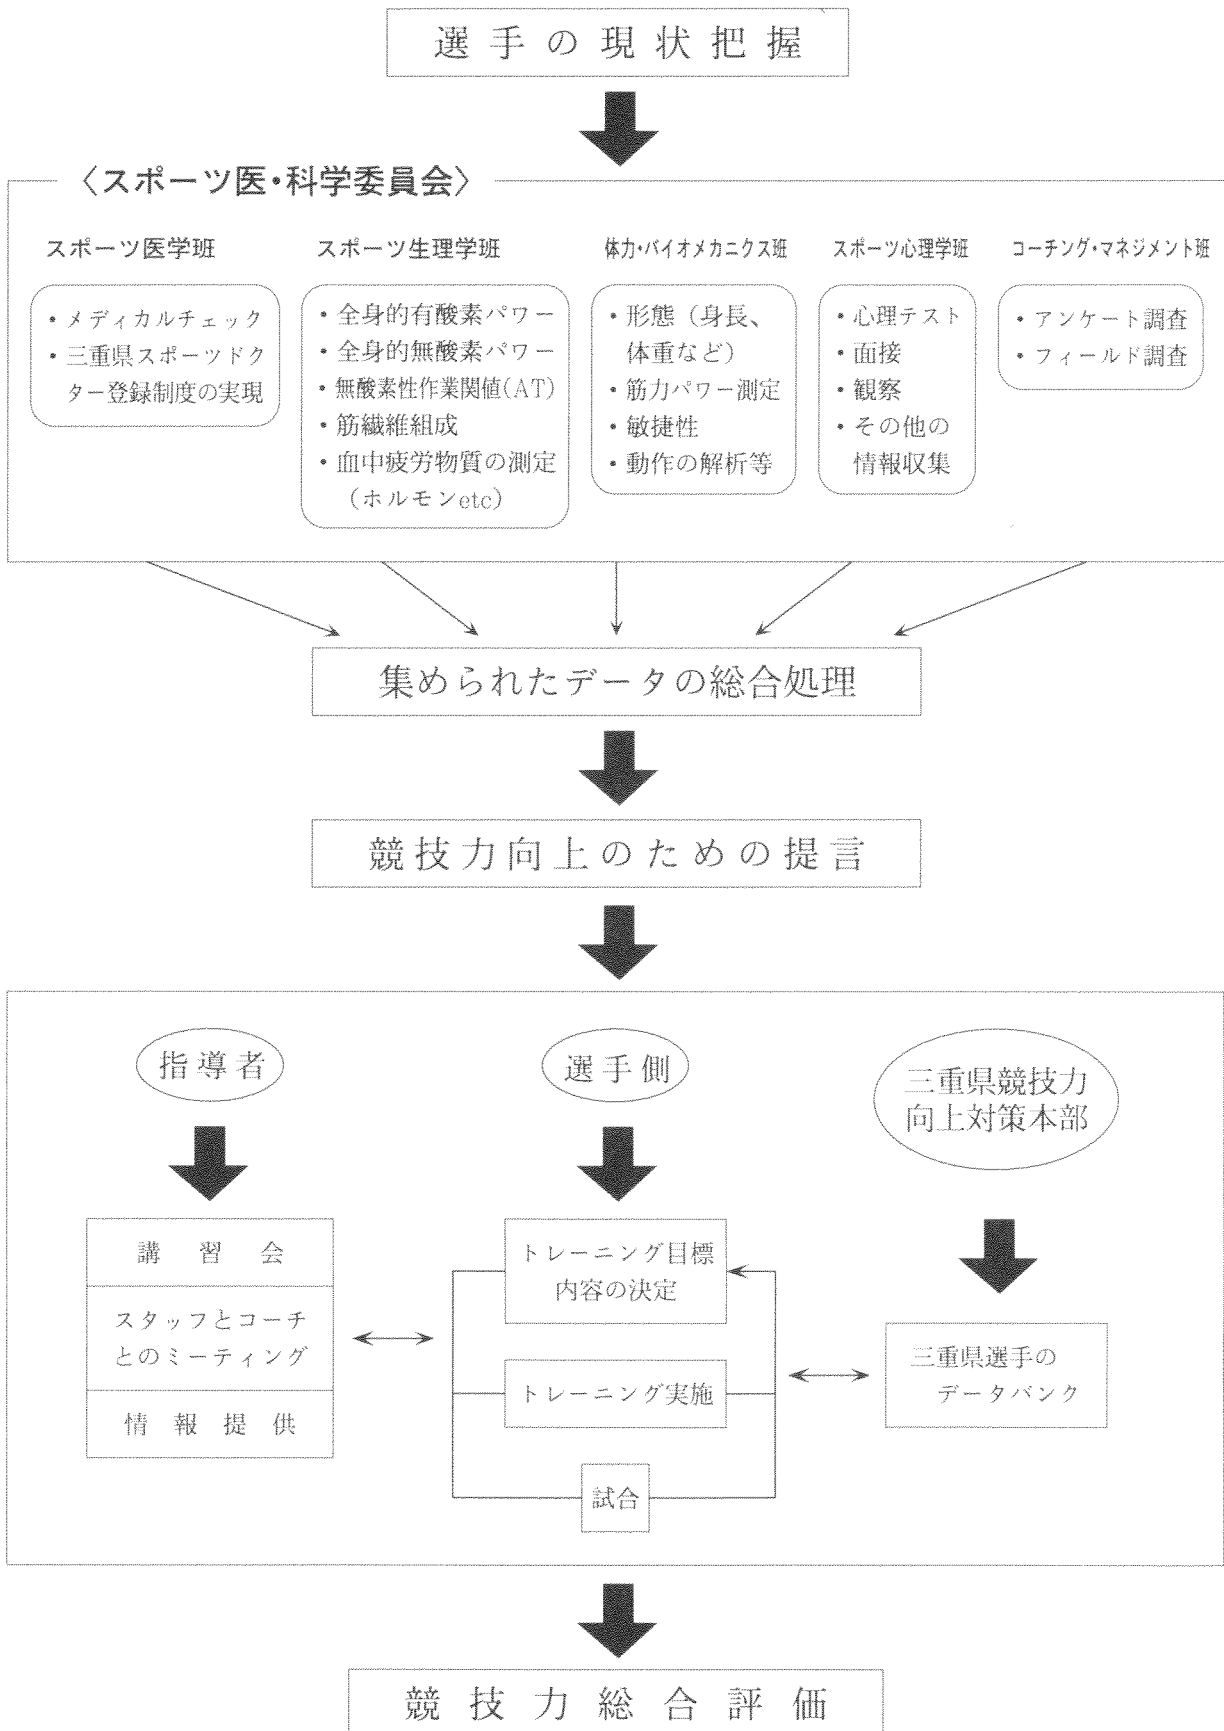 選手の現状把握
〈スポーツ医・科学委員会〉
スポーツ医学班
・メディカルチェック
・三重県スポーツドク
ター登録制度の実現
スポーツ生理学班
・全身的有酸素パワー
・全身的無酸素パワー
・無酸素性作業関値(AT)
・筋繊維組成
・血中疲労物質の測定
（ホルモンetc）
体力・バイオメカニクス班
・形態（身長、
体重など）
・筋力パワー測定
・敏捷性
・動作の解析等
スポーツ心理学班
・心理テスト
・面接
・観察
・その他の
情報収集
コーチング・マネジメント班
・アンケート調査
・フィールド調査
集められたデータの総合処理
競技力向上のための提言
指導者
講習会
スタッフとコーチ
とのミーティング
情報提供
選手側
トレーニング目標
内容の決定
トレーニング実施
試合
三重県競技力
向上対策本部
三重県選手の
データバンク
競技力総合評価